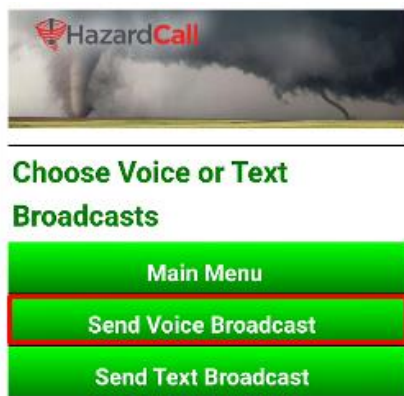 HazardCall
Choose Voice or Text
Broadcasts
Main Menu
Send Voice Broadcast
Send Text Broadcast